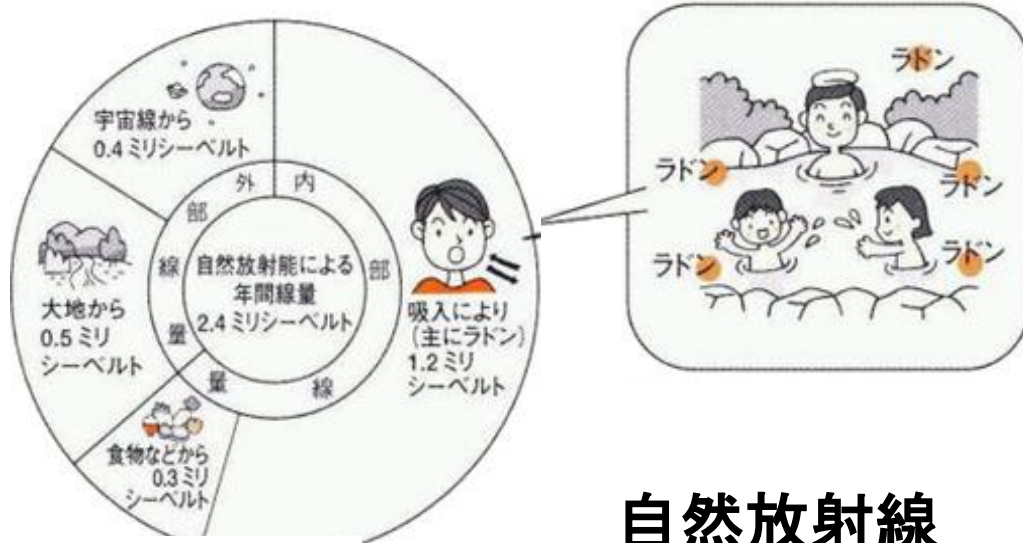 宇宙線から
0.4ミリシーベルト
外部線量
内部線量
自然放射能による
年間線量
2.4ミリシーベルト
大地から
0.5ミリ
シーベルト
食物などから
0.3ミリ
シーベルト
吸入により
(主にラドン)
1.2ミリ
シーベルト
ラドン
ラドン
ラドン
ラドン
ラドン
自然放射線